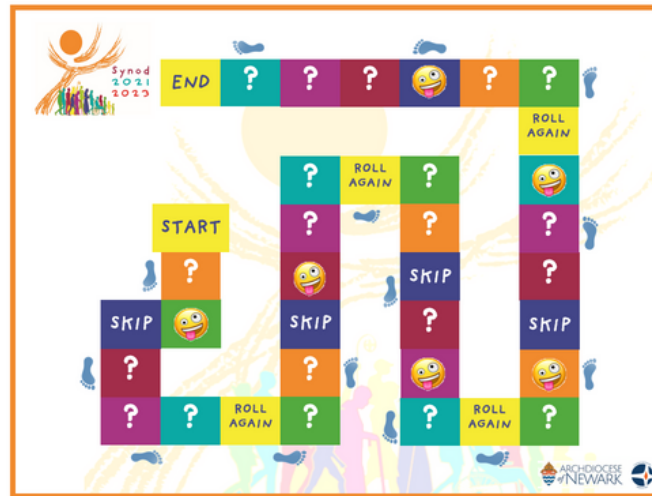 Synod
2021
2023
END
?
?
?
?
?
ROLL
AGAIN
?
ROLL
AGAIN
?
START
?
?
?
?
?
SKIP
?
SKIP
SKIP
?
SKIP
?
?
?
?
ROLL
AGAIN
?
?
ROLL
AGAIN
?
ARCHDIOCESE
of NEWARK